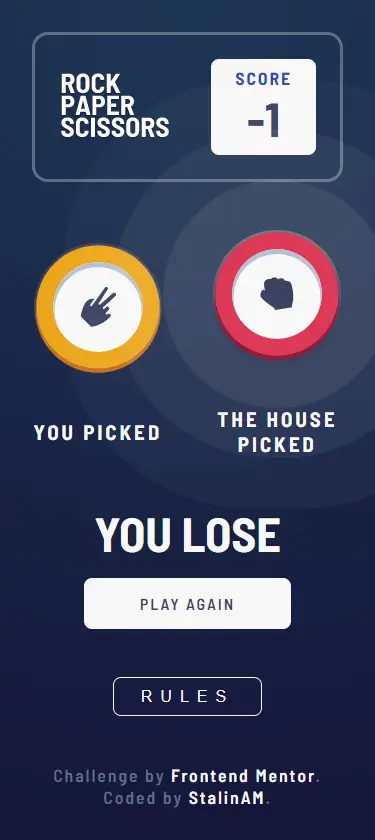 ROCK
PAPER
SCISSORS
SCORE
-1
YOU PICKED
THE HOUSE
PICKED
YOU LOSE
PLAY AGAIN
RULES
Challenge by Frontend Mentor.
Coded by StalinAM.